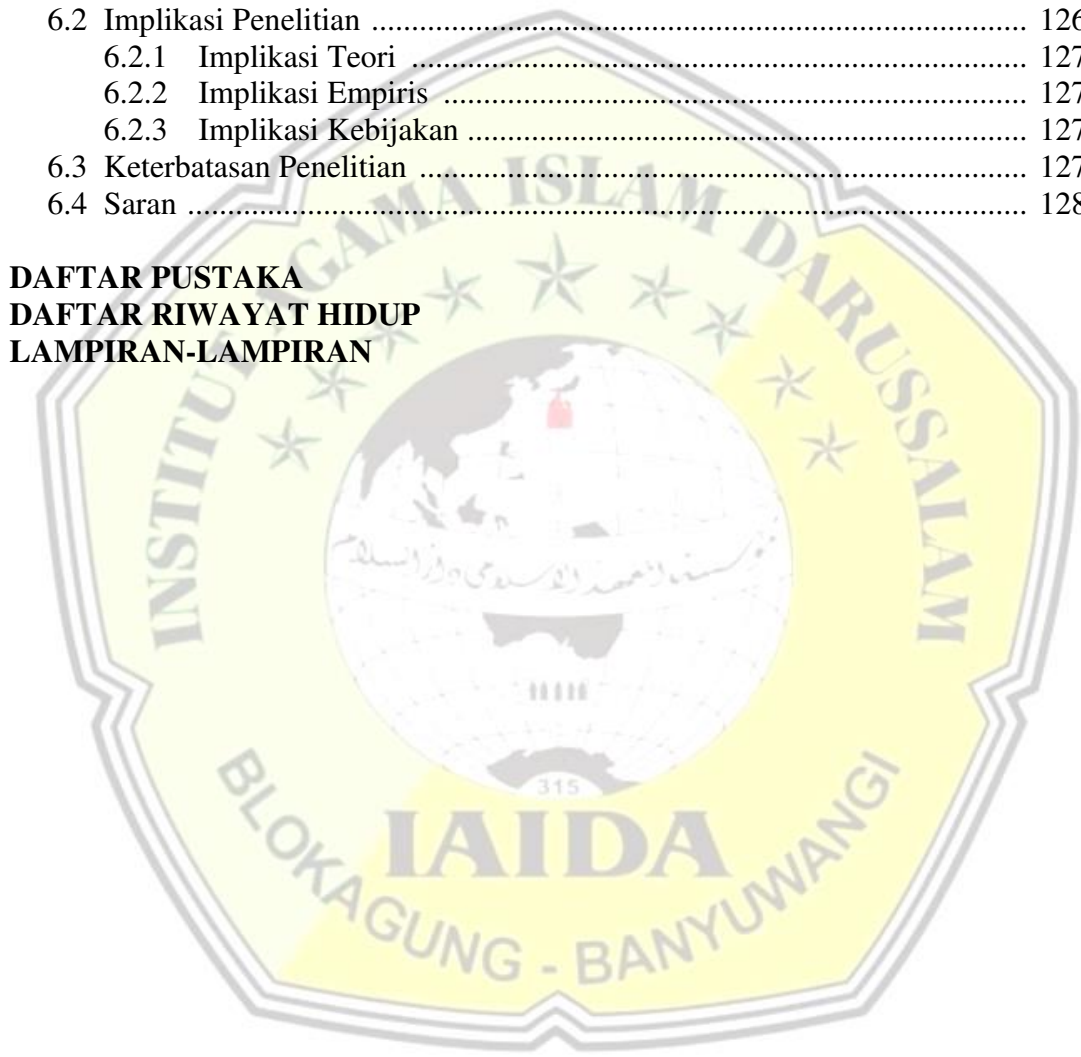 6.2 Implikasi Penelitian ........................................................................................ 126
6.2.1 Implikasi Teori .................................................................................. 127
6.2.2 Implikasi Empiris .............................................................................. 127
6.2.3 Implikasi Kebijakan ........................................................................... 127
6.3 Keterbatasan Penelitian .................................................................................. 127
6.4 Saran ................................................................................................................ 128
DAFTAR PUSTAKA
DAFTAR RIWAYAT HIDUP
LAMPIRAN-LAMPIRAN
INSTITUT AGAMA ISLAM DARUSSALAM
315
IAIDA
BLOKAGUNG - BANYUWANGI